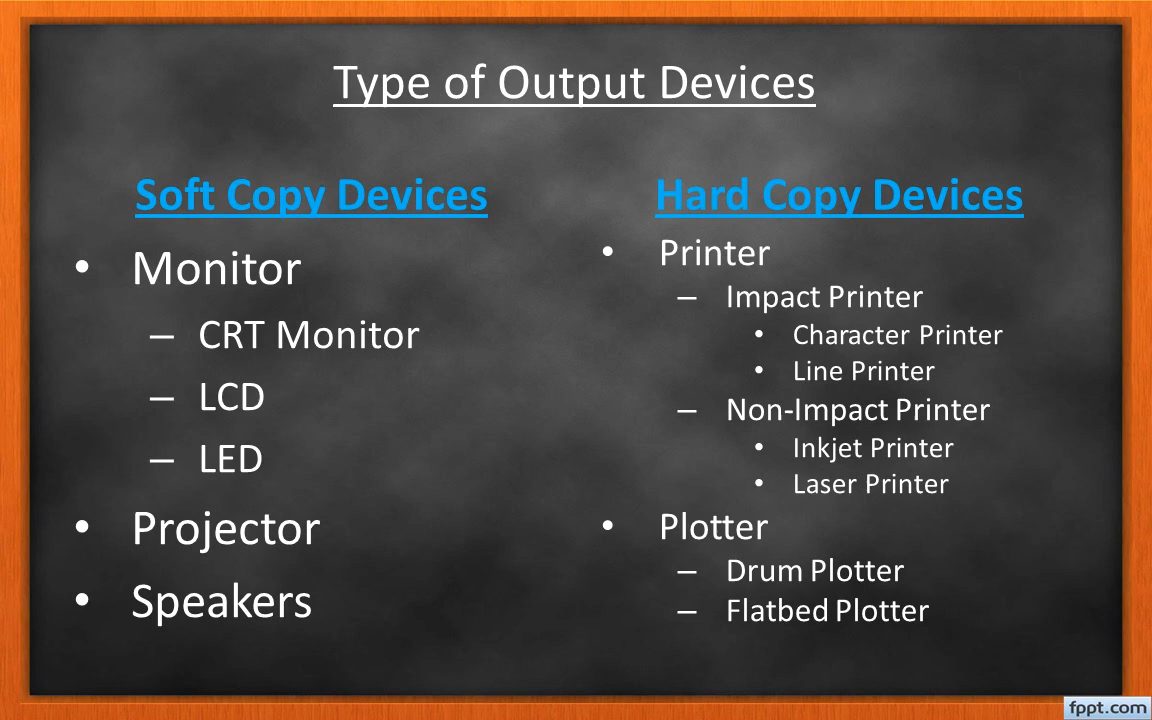 Type of Output Devices
Soft Copy Devices
• Monitor
– CRT Monitor
– LCD
– LED
• Projector
• Speakers
Hard Copy Devices
• Printer
– Impact Printer
• Character Printer
• Line Printer
– Non-Impact Printer
• Inkjet Printer
• Laser Printer
• Plotter
– Drum Plotter
– Flatbed Plotter
fppt.com